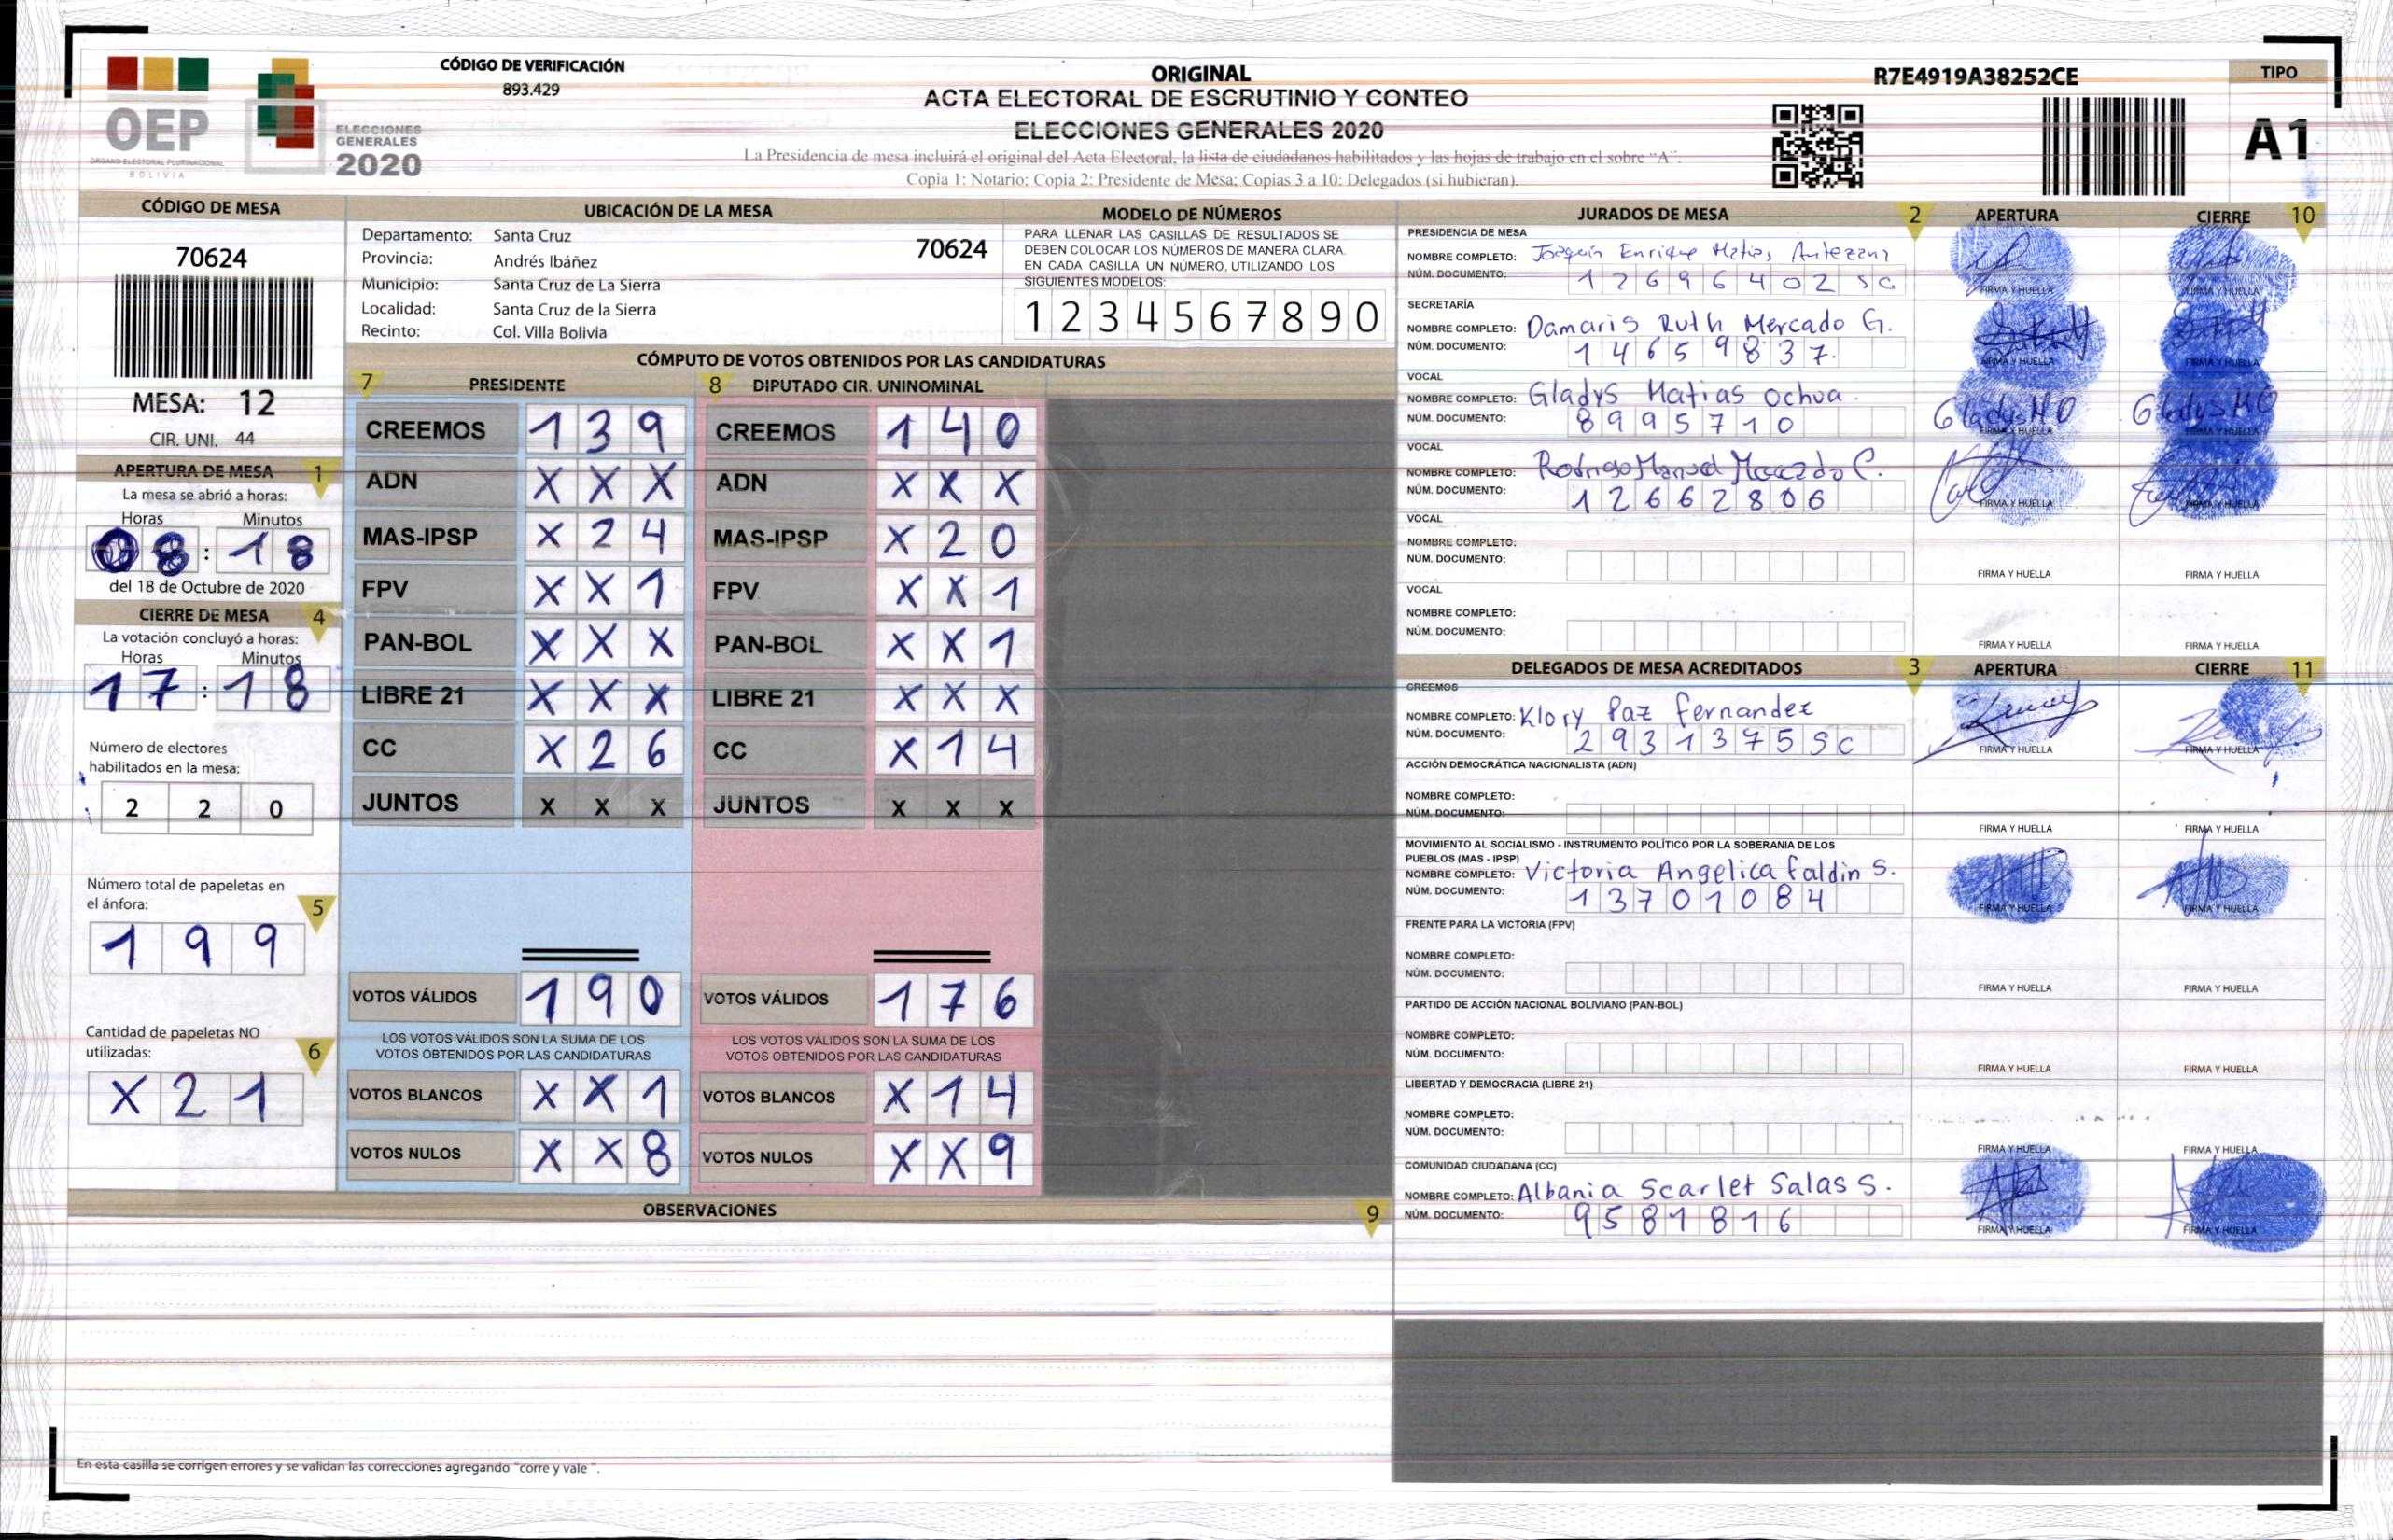 CÓDIGO DE VERIFICACIÓN
893.429
OEP
ÓRGANO ELECTORAL PLURINACIONAL
BOLIVIA
ELECCIONES
GENERALES
2020
ORIGINAL
ACTA ELECTORAL DE ESCRUTINIO Y CONTEO
ELECCIONES GENERALES 2020
La Presidencia de mesa incluirá el original del Acta Electoral, la lista de ciudadanos habilitados y las hojas de trabajo en el sobre "A".
Copia 1: Notario; Copia 2: Presidente de Mesa; Copias 3 a 10: Delegados (si hubieran).
R7E4919A38252CE
TIPO
A1
CÓDIGO DE MESA
70624
MESA: 12
CIR. UNI. 44
APERTURA DE MESA 1
La mesa se abrió a horas:
Horas Minutos
08 : 18
del 18 de Octubre de 2020
CIERRE DE MESA 4
La votación concluyó a horas:
Horas Minutos
17 : 18
Número de electores
habilitados en la mesa:
2 2 0
Número total de papeletas en
el ánfora: 5
1 9 9
Cantidad de papeletas NO
utilizadas: 6
X 2 1
UBICACIÓN DE LA MESA
Departamento: Santa Cruz
70624
Provincia: Andrés Ibáñez
Municipio: Santa Cruz de La Sierra
Localidad: Santa Cruz de la Sierra
Recinto: Col. Villa Bolivia
MODELO DE NÚMEROS
PARA LLENAR LAS CASILLAS DE RESULTADOS SE
DEBEN COLOCAR LOS NÚMEROS DE MANERA CLARA.
EN CADA CASILLA UN NÚMERO, UTILIZANDO LOS
SIGUIENTES MODELOS:
1 2 3 4 5 6 7 8 9 0
CÓMPUTO DE VOTOS OBTENIDOS POR LAS CANDIDATURAS
7 PRESIDENTE 8 DIPUTADO CIR. UNINOMINAL
CREEMOS 1 3 9 CREEMOS 1 4 0
ADN X X X ADN X X X
MAS-IPSP X 2 4 MAS-IPSP X 2 0
FPV X X 1 FPV X X 1
PAN-BOL X X X PAN-BOL X X 1
LIBRE 21 X X X LIBRE 21 X X X
CC X 2 6 CC X 1 4
JUNTOS X X X JUNTOS X X X
VOTOS VÁLIDOS 1 9 0 VOTOS VÁLIDOS 1 7 6
LOS VOTOS VÁLIDOS SON LA SUMA DE LOS LOS VOTOS VÁLIDOS SON LA SUMA DE LOS
VOTOS OBTENIDOS POR LAS CANDIDATURAS VOTOS OBTENIDOS POR LAS CANDIDATURAS
VOTOS BLANCOS X X 1 VOTOS BLANCOS X 1 4
VOTOS NULOS X X 8 VOTOS NULOS X X 9
OBSERVACIONES 9
En esta casilla se corrigen errores y se validan las correcciones agregando "corre y vale".
JURADOS DE MESA 2 APERTURA CIERRE 10
PRESIDENCIA DE MESA
NOMBRE COMPLETO: Joaquín Enrique Matias
NÚM. DOCUMENTO: 1 2 6 9 6 4 0 2 S C
FIRMA Y HUELLA FIRMA Y HUELLA
SECRETARÍA
NOMBRE COMPLETO: Damaris Ruth Mercado G.
NÚM. DOCUMENTO: 1 4 6 5 9 8 3 7
FIRMA Y HUELLA FIRMA Y HUELLA
VOCAL
NOMBRE COMPLETO: Gladys Matias Ochoa
NÚM. DOCUMENTO: 8 9 9 5 7 1 0
Gladys MO Gladys MO
FIRMA Y HUELLA
VOCAL
NOMBRE COMPLETO: Rodrigo Manuel C.
NÚM. DOCUMENTO: 1 2 6 6 2 8 0 6
FIRMA Y HUELLA FIRMA Y HUELLA
VOCAL
NOMBRE COMPLETO:
NÚM. DOCUMENTO:
FIRMA Y HUELLA FIRMA Y HUELLA
VOCAL
NOMBRE COMPLETO:
NÚM. DOCUMENTO:
FIRMA Y HUELLA FIRMA Y HUELLA
DELEGADOS DE MESA ACREDITADOS 3 APERTURA CIERRE 11
CREEMOS
NOMBRE COMPLETO: Klory Paz Fernandez
NÚM. DOCUMENTO: 2 9 3 1 3 7 5 S C
FIRMA Y HUELLA FIRMA Y HUELLA
ACCIÓN DEMOCRÁTICA NACIONALISTA (ADN)
NOMBRE COMPLETO:
NÚM. DOCUMENTO:
FIRMA Y HUELLA FIRMA Y HUELLA
MOVIMIENTO AL SOCIALISMO - INSTRUMENTO POLÍTICO POR LA SOBERANIA DE LOS
PUEBLOS (MAS - IPSP)
NOMBRE COMPLETO: Victoria Angelica Faldin S.
NÚM. DOCUMENTO: 1 3 7 0 1 0 8 4
FIRMA Y HUELLA FIRMA Y HUELLA
FRENTE PARA LA VICTORIA (FPV)
NOMBRE COMPLETO:
NÚM. DOCUMENTO:
FIRMA Y HUELLA FIRMA Y HUELLA
PARTIDO DE ACCIÓN NACIONAL BOLIVIANO (PAN-BOL)
NOMBRE COMPLETO:
NÚM. DOCUMENTO:
FIRMA Y HUELLA FIRMA Y HUELLA
LIBERTAD Y DEMOCRACIA (LIBRE 21)
NOMBRE COMPLETO:
NÚM. DOCUMENTO:
FIRMA Y HUELLA FIRMA Y HUELLA
COMUNIDAD CIUDADANA (CC)
NOMBRE COMPLETO: Albania Scarlet Salas S.
NÚM. DOCUMENTO: 9 5 8 1 8 1 6
FIRMA Y HUELLA FIRMA Y HUELLA